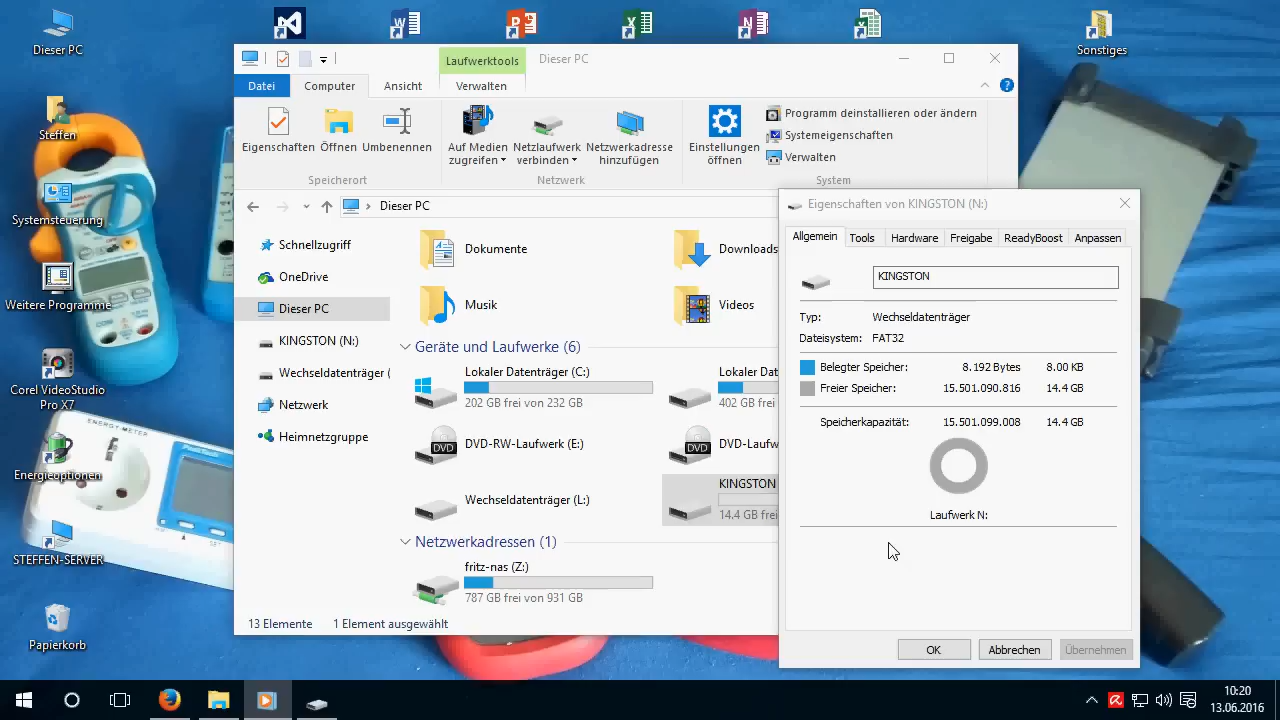 Dieser PC
Sonstiges
Steffen
Systemsteuerung
Weitere Programme
Corel VideoStudio
Pro X7
Energieoptionen
STEFFEN-SERVER
Papierkorb
ENERGY-METER
Laufwerktools
Dieser PC
Datei
Computer
Ansicht
Verwalten
Eigenschaften
Öffnen
Umbenennen
Auf Medien
zugreifen
Netzlaufwerk
verbinden
Netzwerkadresse
hinzufügen
Einstellungen
öffnen
Programm deinstallieren oder ändern
Systemeigenschaften
Verwalten
Speicherort
Netzwerk
System
Dieser PC
Schnellzugriff
OneDrive
Dieser PC
KINGSTON (N:)
Wechseldatenträger (
Netzwerk
Heimnetzgruppe
Dokumente
Downloads
Musik
Videos
Geräte und Laufwerke (6)
Lokaler Datenträger (C:)
202 GB frei von 232 GB
Lokaler Dat
402 GB frei
DVD-RW-Laufwerk (E:)
DVD
DVD-Laufw
DVD
Wechseldatenträger (L:)
KINGSTON
14.4 GB frei
Netzwerkadressen (1)
fritz-nas (Z:)
787 GB frei von 931 GB
13 Elemente
1 Element ausgewählt
Eigenschaften von KINGSTON (N:)
Allgemein
Tools
Hardware
Freigabe
ReadyBoost
Anpassen
KINGSTON
Typ: Wechseldatenträger
Dateisystem: FAT32
Belegter Speicher: 8.192 Bytes 8.00 KB
Freier Speicher: 15.501.090.816 14.4 GB
Speicherkapazität: 15.501.099.008 14.4 GB
Laufwerk N:
OK
Abbrechen
Übernehmen
10:20
13.06.2016